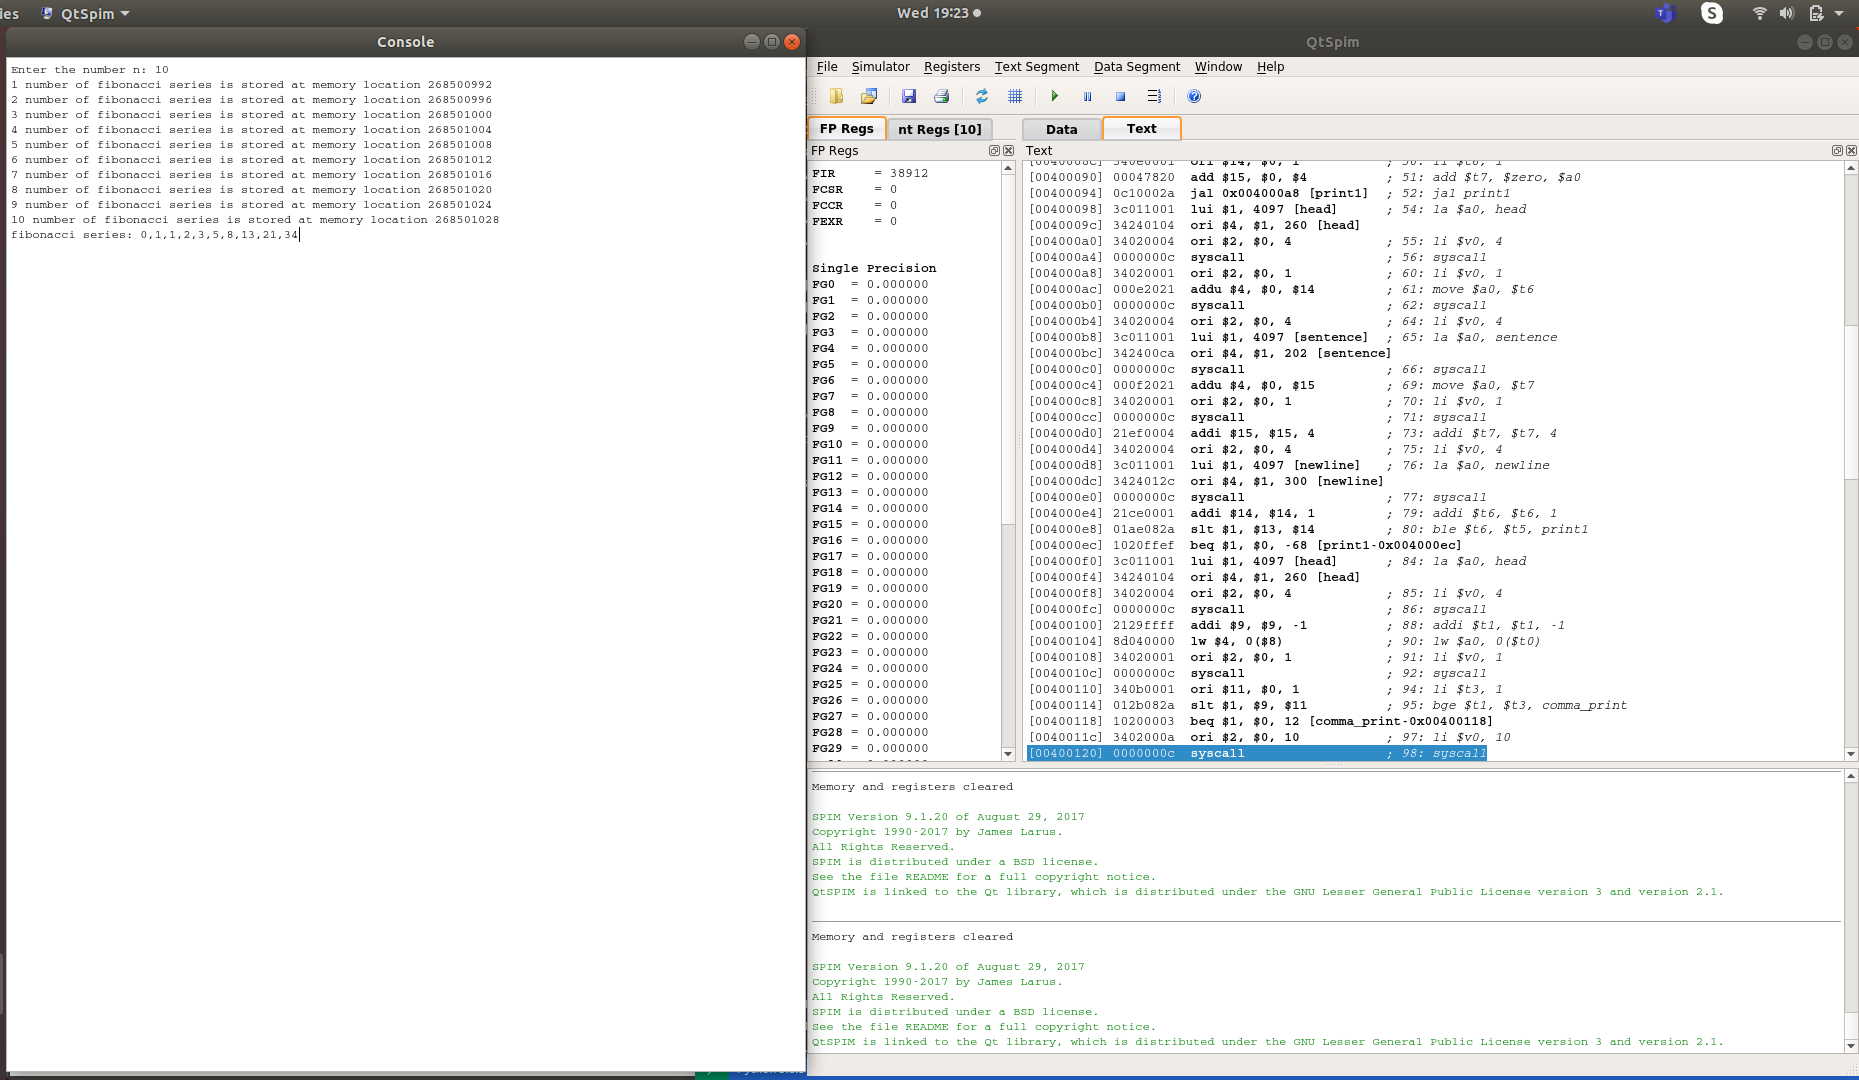 ies QtSpim Wed 19:23 S
Console
Enter the number n: 10
1 number of fibonacci series is stored at memory location 268500992
2 number of fibonacci series is stored at memory location 268500996
3 number of fibonacci series is stored at memory location 268501000
4 number of fibonacci series is stored at memory location 268501004
5 number of fibonacci series is stored at memory location 268501008
6 number of fibonacci series is stored at memory location 268501012
7 number of fibonacci series is stored at memory location 268501016
8 number of fibonacci series is stored at memory location 268501020
9 number of fibonacci series is stored at memory location 268501024
10 number of fibonacci series is stored at memory location 268501028
fibonacci series: 0,1,1,2,3,5,8,13,21,34
QtSpim
File Simulator Registers Text Segment Data Segment Window Help
FP Regs nt Regs [10] Data Text
FP Regs
FIR = 38912
FCSR = 0
FCCR = 0
FEXR = 0
Single Precision
FG0 = 0.000000
FG1 = 0.000000
FG2 = 0.000000
FG3 = 0.000000
FG4 = 0.000000
FG5 = 0.000000
FG6 = 0.000000
FG7 = 0.000000
FG8 = 0.000000
FG9 = 0.000000
FG10 = 0.000000
FG11 = 0.000000
FG12 = 0.000000
FG13 = 0.000000
FG14 = 0.000000
FG15 = 0.000000
FG16 = 0.000000
FG17 = 0.000000
FG18 = 0.000000
FG19 = 0.000000
FG20 = 0.000000
FG21 = 0.000000
FG22 = 0.000000
FG23 = 0.000000
FG24 = 0.000000
FG25 = 0.000000
FG26 = 0.000000
FG27 = 0.000000
FG28 = 0.000000
FG29 = 0.000000
Text
[0040008c] 340e0001 ori $14, $0, 1 ; 50: li $t6, 1
[00400090] 00047820 add $15, $0, $4 ; 51: add $t7, $zero, $a0
[00400094] 0c10002a jal 0x004000a8 [print1] ; 52: jal print1
[00400098] 3c011001 lui $1, 4097 [head] ; 54: la $a0, head
[0040009c] 34240104 ori $4, $1, 260 [head]
[004000a0] 34020004 ori $2, $0, 4 ; 55: li $v0, 4
[004000a4] 0000000c syscall ; 56: syscall
[004000a8] 34020001 ori $2, $0, 1 ; 60: li $v0, 1
[004000ac] 000e2021 addu $4, $0, $14 ; 61: move $a0, $t6
[004000b0] 0000000c syscall ; 62: syscall
[004000b4] 34020004 ori $2, $0, 4 ; 64: li $v0, 4
[004000b8] 3c011001 lui $1, 4097 [sentence] ; 65: la $a0, sentence
[004000bc] 342400ca ori $4, $1, 202 [sentence]
[004000c0] 0000000c syscall ; 66: syscall
[004000c4] 000f2021 addu $4, $0, $15 ; 69: move $a0, $t7
[004000c8] 34020001 ori $2, $0, 1 ; 70: li $v0, 1
[004000cc] 0000000c syscall ; 71: syscall
[004000d0] 21ef0004 addi $15, $15, 4 ; 73: addi $t7, $t7, 4
[004000d4] 34020004 ori $2, $0, 4 ; 75: li $v0, 4
[004000d8] 3c011001 lui $1, 4097 [newline] ; 76: la $a0, newline
[004000dc] 3424012c ori $4, $1, 300 [newline]
[004000e0] 0000000c syscall ; 77: syscall
[004000e4] 21ce0001 addi $14, $14, 1 ; 79: addi $t6, $t6, 1
[004000e8] 01ae082a slt $1, $13, $14 ; 80: ble $t6, $t5, print1
[004000ec] 1020ffef beq $1, $0, -68 [print1-0x004000ec]
[004000f0] 3c011001 lui $1, 4097 [head] ; 84: la $a0, head
[004000f4] 34240104 ori $4, $1, 260 [head]
[004000f8] 34020004 ori $2, $0, 4 ; 85: li $v0, 4
[004000fc] 0000000c syscall ; 86: syscall
[00400100] 2129ffff addi $9, $9, -1 ; 88: addi $t1, $t1, -1
[00400104] 8d040000 lw $4, 0($8) ; 90: lw $a0, 0($t0)
[00400108] 34020001 ori $2, $0, 1 ; 91: li $v0, 1
[0040010c] 0000000c syscall ; 92: syscall
[00400110] 340b0001 ori $11, $0, 1 ; 94: li $t3, 1
[00400114] 012b082a slt $1, $9, $11 ; 95: bge $t1, $t3, comma_print
[00400118] 10200003 beq $1, $0, 12 [comma_print-0x00400118]
[0040011c] 3402000a ori $2, $0, 10 ; 97: li $v0, 10
[00400120] 0000000c syscall ; 98: syscall
Memory and registers cleared
SPIM Version 9.1.20 of August 29, 2017
Copyright 1990-2017 by James Larus.
All Rights Reserved.
SPIM is distributed under a BSD license.
See the file README for a full copyright notice.
QtSPIM is linked to the Qt library, which is distributed under the GNU Lesser General Public License version 3 and version 2.1.
Memory and registers cleared
SPIM Version 9.1.20 of August 29, 2017
Copyright 1990-2017 by James Larus.
All Rights Reserved.
SPIM is distributed under a BSD license.
See the file README for a full copyright notice.
QtSPIM is linked to the Qt library, which is distributed under the GNU Lesser General Public License version 3 and version 2.1.